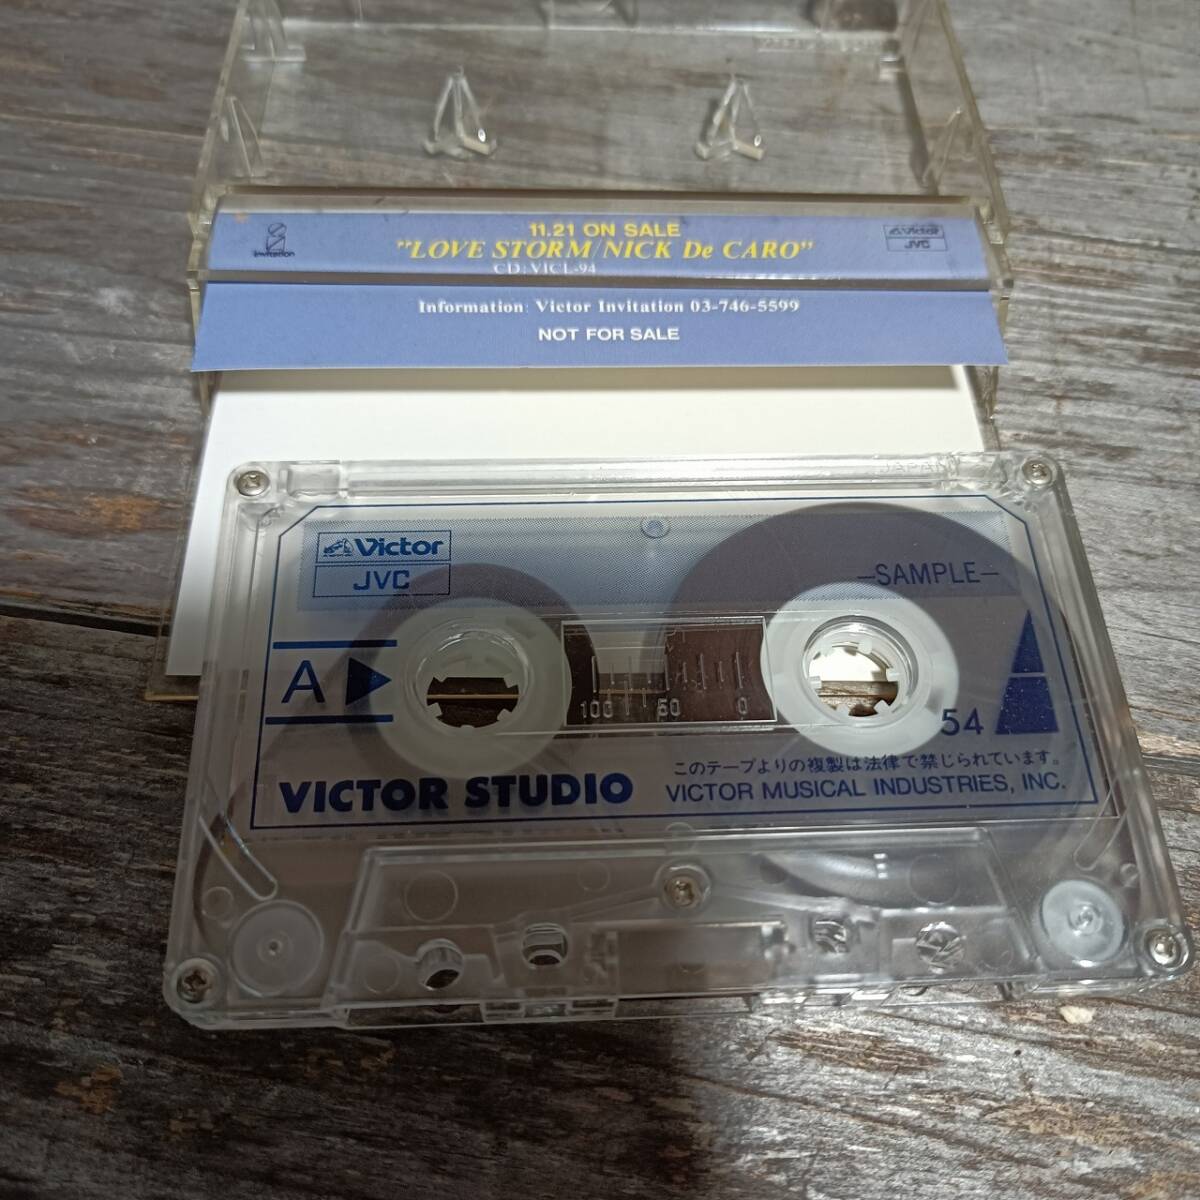 11.21 ON SALE
"LOVE STORM/NICK De CARO"
CD: VICL-94
invitation
Victor
JVC
Information: Victor Invitation 03-746-5599
NOT FOR SALE
JAPAN
Victor
JVC
—SAMPLE—
A
100 50 0
54
このテープよりの複製は法律で禁じられています。
VICTOR STUDIO
VICTOR MUSICAL INDUSTRIES, INC.